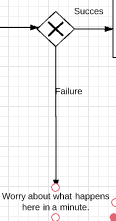 Succes
Failure
Worry about what happens
here in a minute.